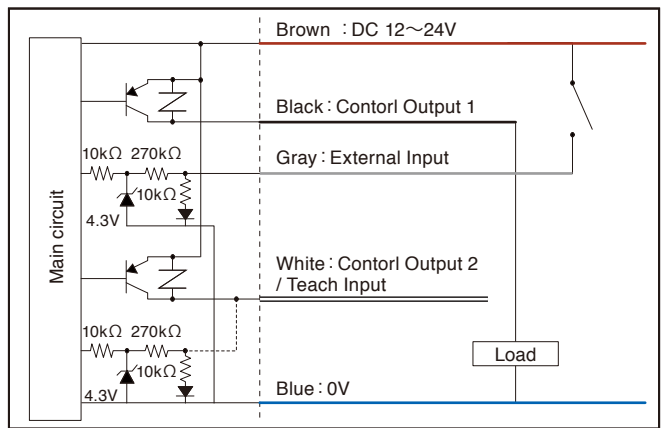 Brown : DC 12～24V
Black : Contorl Output 1
10kΩ 270kΩ
Gray : External Input
10kΩ
4.3V
Main circuit
White : Contorl Output 2
/ Teach Input
10kΩ 270kΩ
10kΩ
Load
4.3V
Blue : 0V